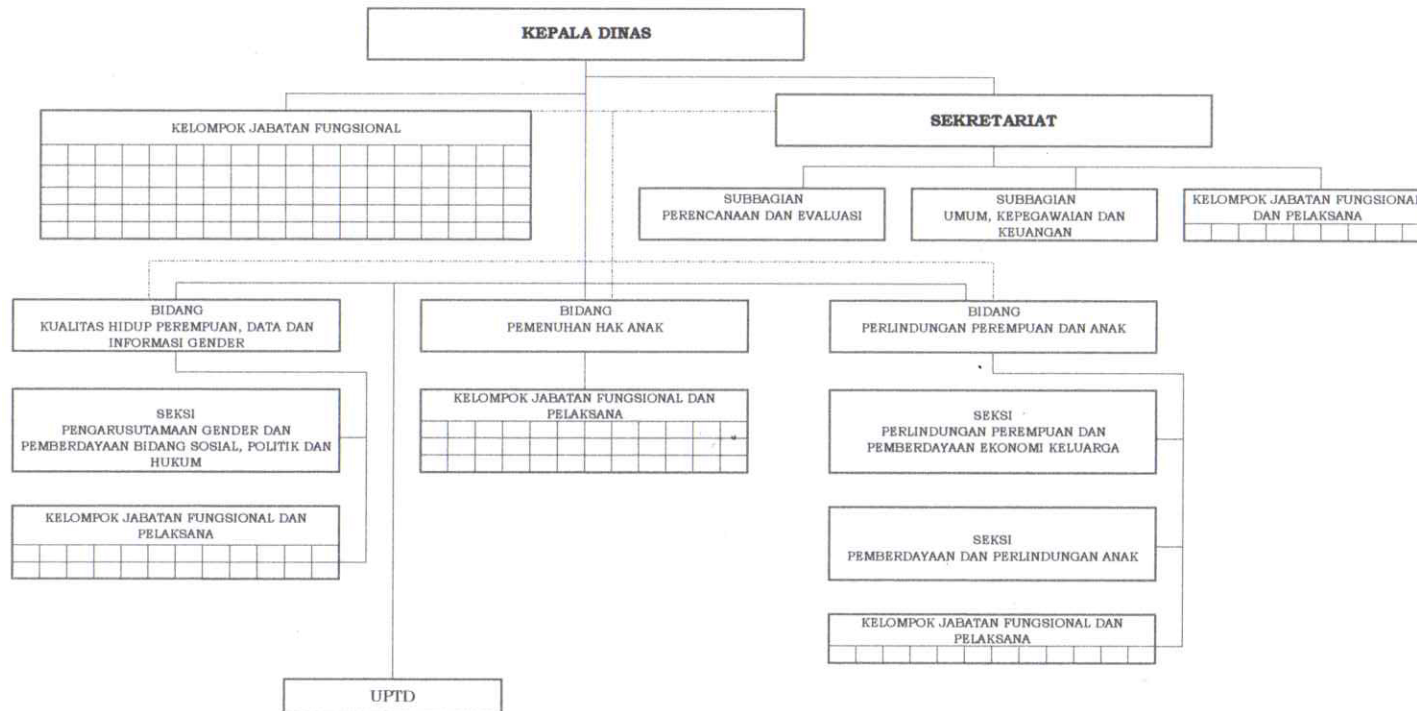 KEPALA DINAS
KELOMPOK JABATAN FUNGSIONAL
SEKRETARIAT
SUBBAGIAN
PERENCANAAN DAN EVALUASI
SUBBAGIAN
UMUM, KEPEGAWAIAN DAN
KEUANGAN
KELOMPOK JABATAN FUNGSIONAL
DAN PELAKSANA
BIDANG
KUALITAS HIDUP PEREMPUAN, DATA DAN
INFORMASI GENDER
BIDANG
PEMENUHAN HAK ANAK
BIDANG
PERLINDUNGAN PEREMPUAN DAN ANAK
SEKSI
PENGARUSUTAMAAN GENDER DAN
PEMBERDAYAAN BIDANG SOSIAL, POLITIK DAN
HUKUM
KELOMPOK JABATAN FUNGSIONAL DAN
PELAKSANA
KELOMPOK JABATAN FUNGSIONAL DAN
PELAKSANA
SEKSI
PERLINDUNGAN PEREMPUAN DAN
PEMBERDAYAAN EKONOMI KELUARGA
SEKSI
PEMBERDAYAAN DAN PERLINDUNGAN ANAK
KELOMPOK JABATAN FUNGSIONAL DAN
PELAKSANA
UPTD